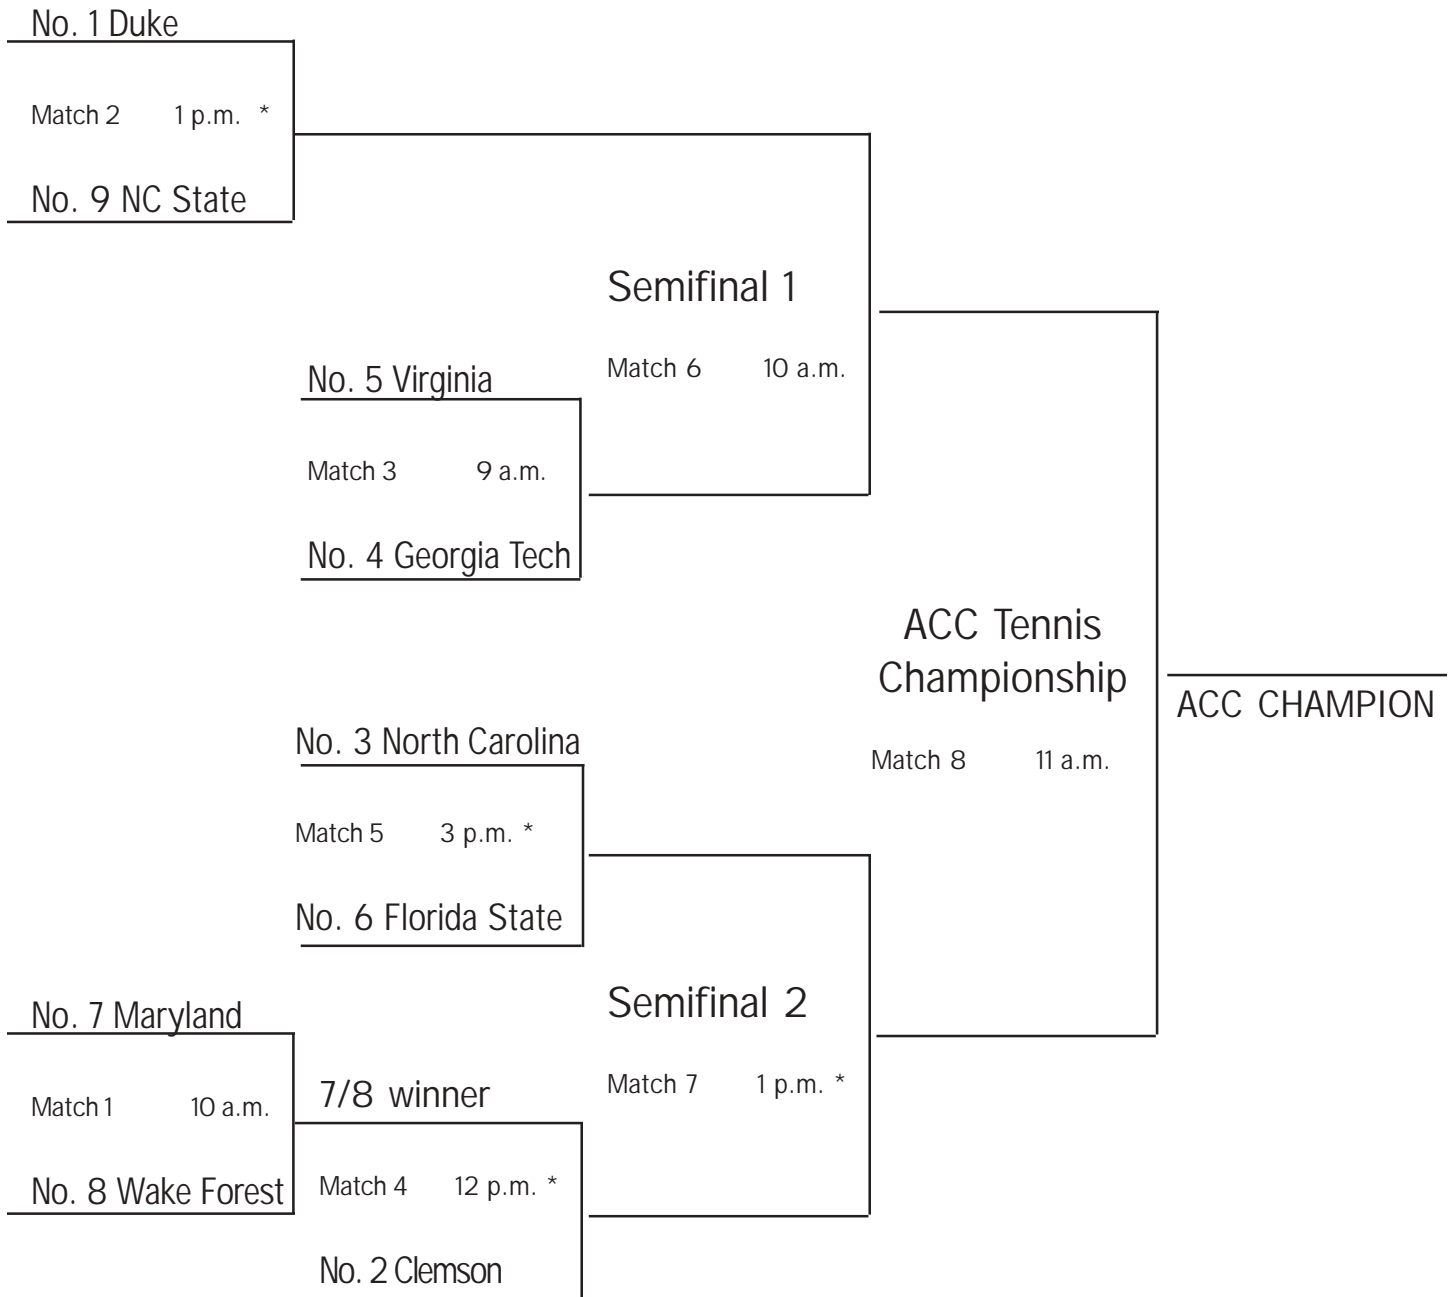 No. 1 Duke
Match 2 1 p.m. *
No. 9 NC State
Semifinal 1
Match 6 10 a.m.
No. 5 Virginia
Match 3 9 a.m.
No. 4 Georgia Tech
ACC Tennis
Championship
Match 8 11 a.m.
ACC CHAMPION
No. 3 North Carolina
Match 5 3 p.m. *
No. 6 Florida State
Semifinal 2
Match 7 1 p.m. *
No. 7 Maryland
Match 1 10 a.m.
No. 8 Wake Forest
7/8 winner
Match 4 12 p.m. *
No. 2 Clemson